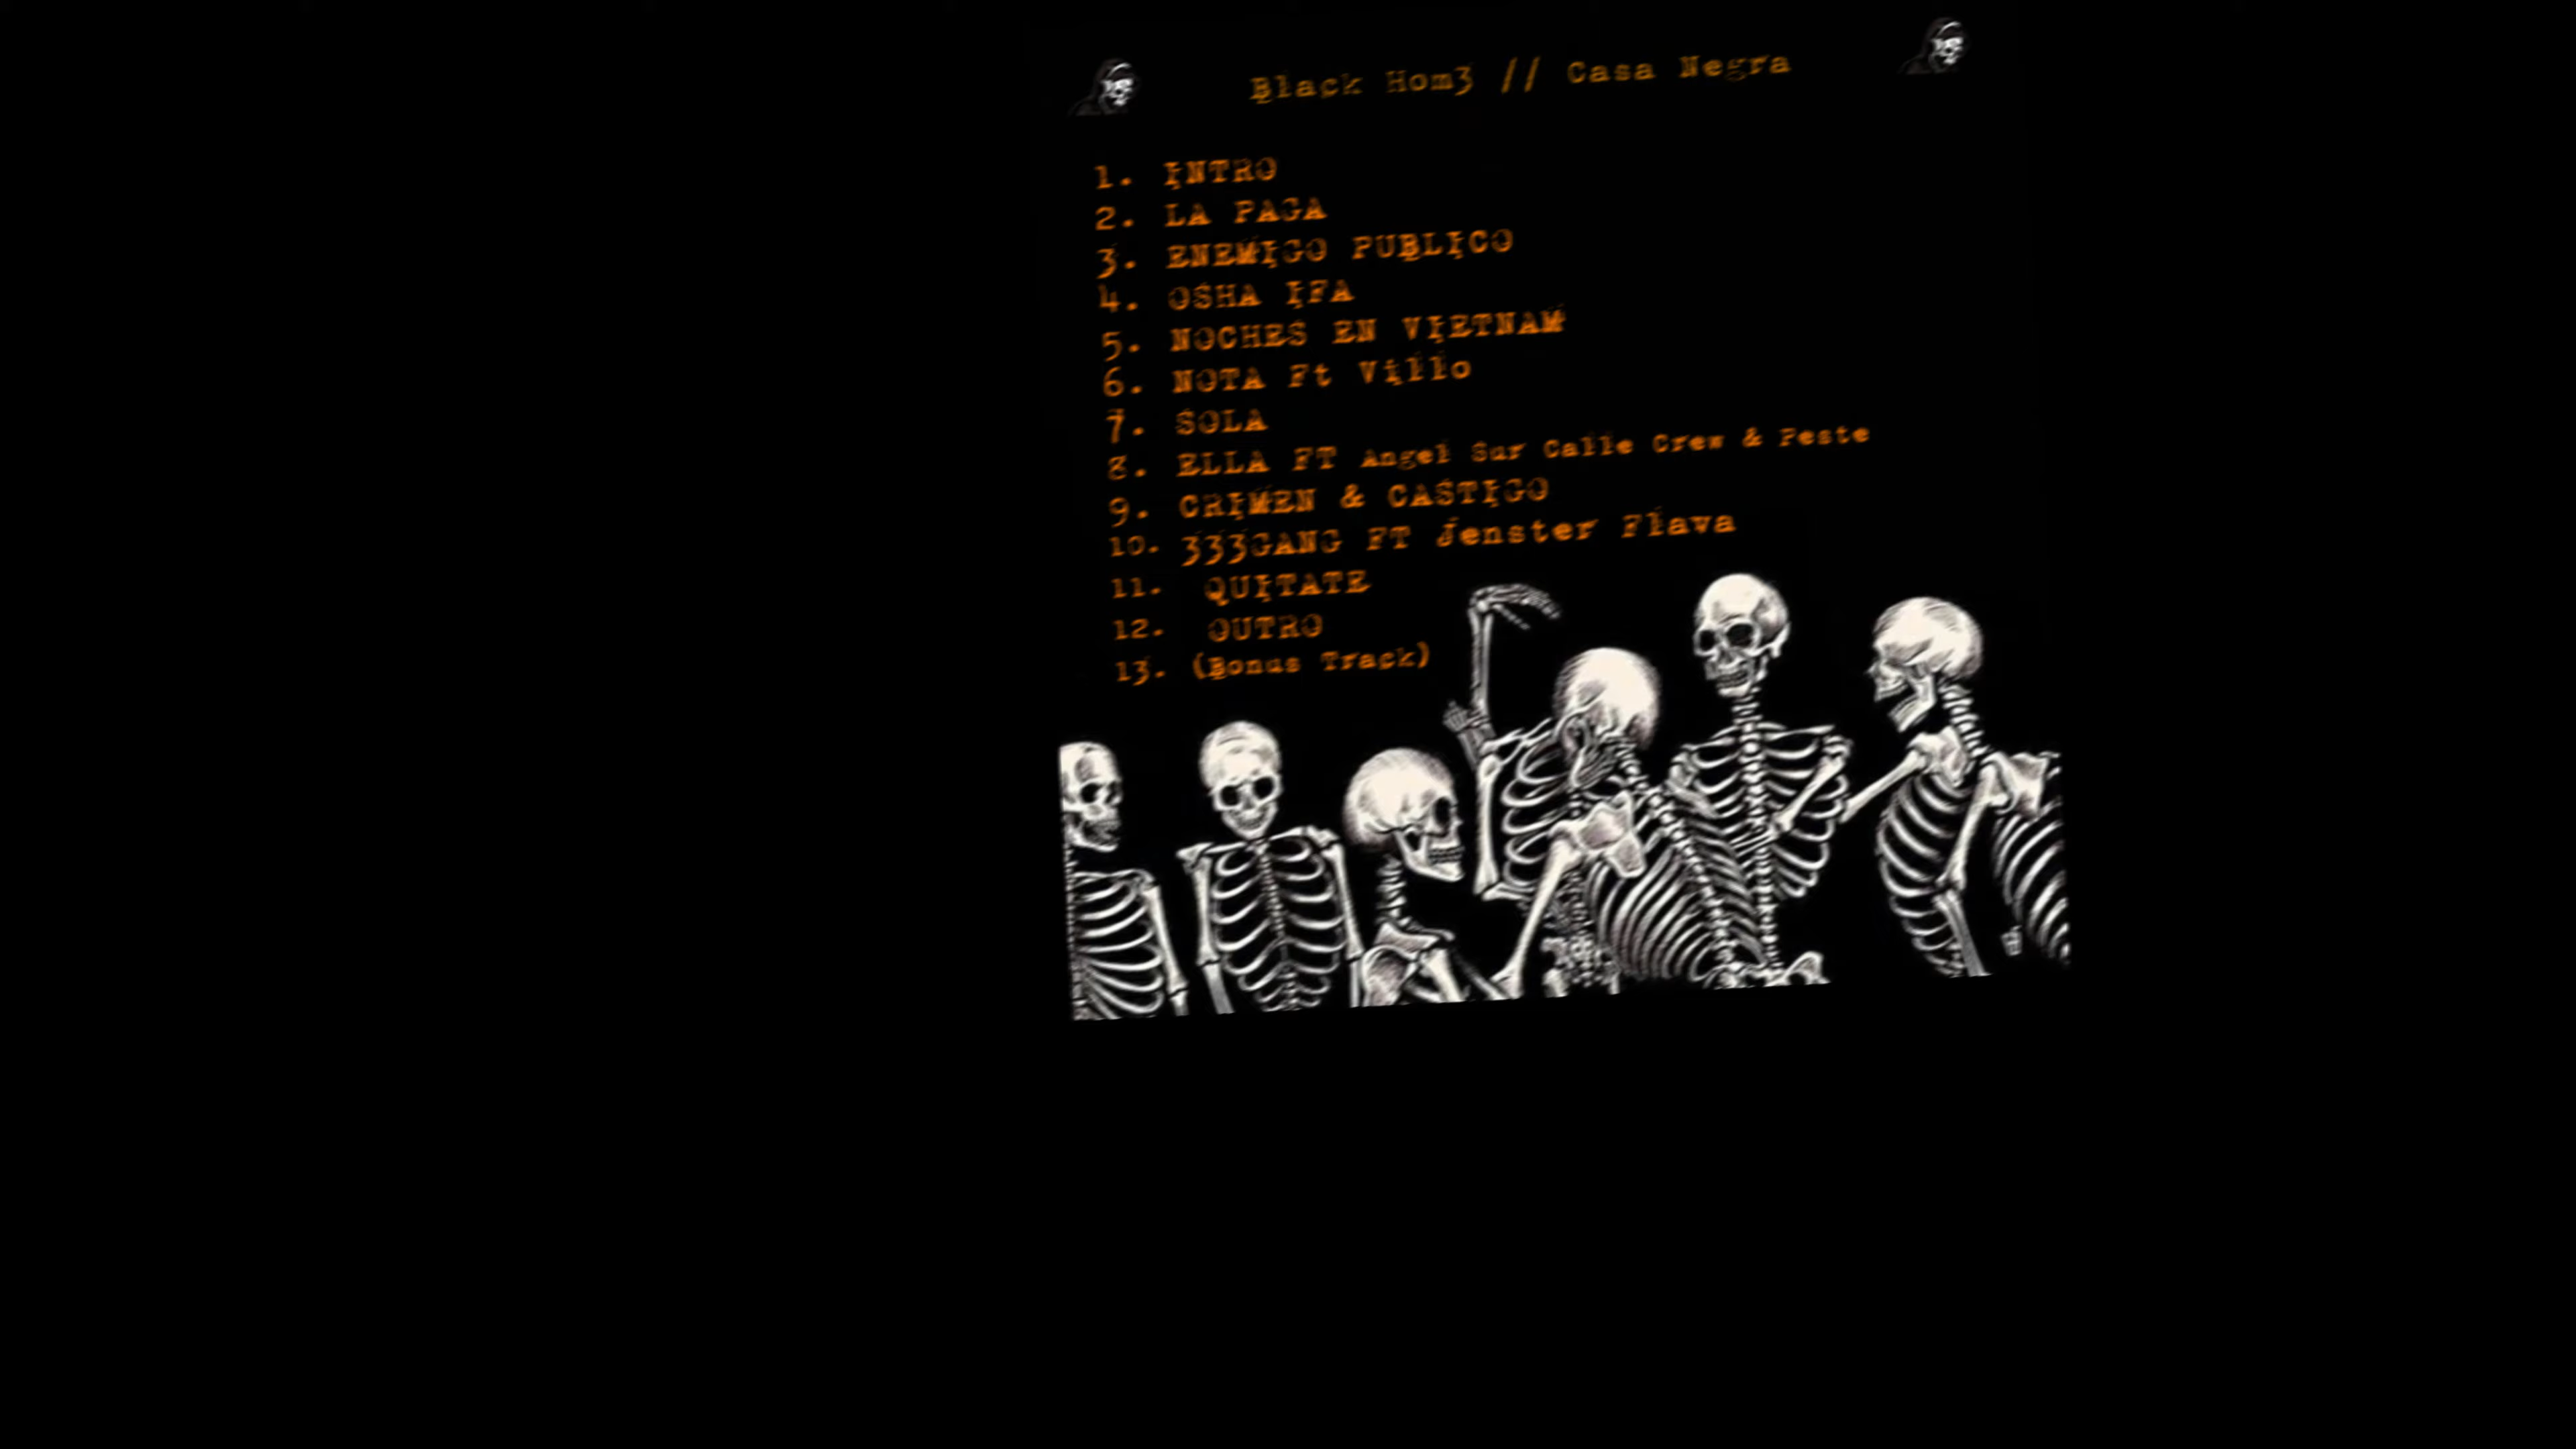 Black Hom3 // Casa Negra
1. INTRO
2. LA PAGA
3. ENEMIGO PUBLICO
4. OSHA IFA
5. NOCHES EN VIETNAM
6. NOTA Ft Villo
7. SOLA
8. ELLA FT Angel Sur Calle Crew & Peste
9. CRIMEN & CASTIGO
10. 333GANG FT Jenster Flava
11. QUITATE
12. OUTRO
13. (Bonus Track)